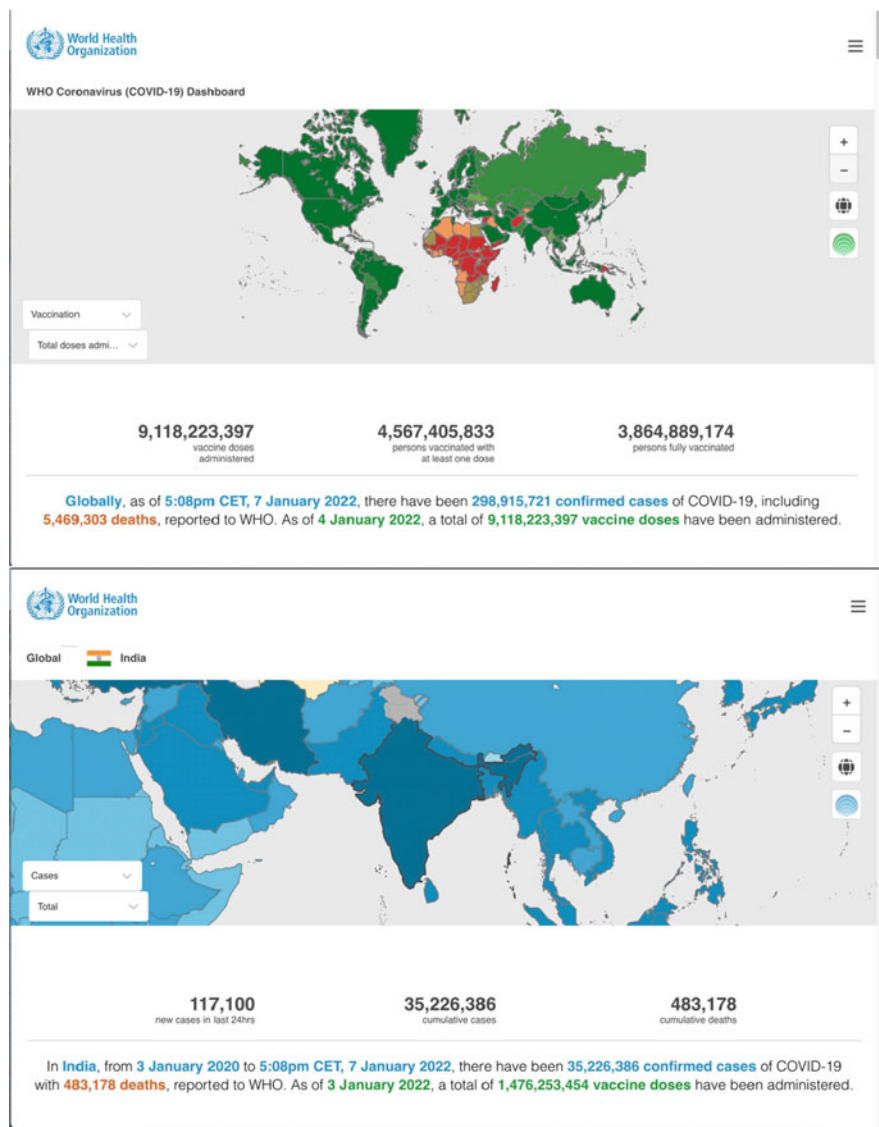 World Health
Organization
WHO Coronavirus (COVID-19) Dashboard
+
−
Vaccination
Total doses admi...
9,118,223,397
vaccine doses
administered
4,567,405,833
persons vaccinated with
at least one dose
3,864,889,174
persons fully vaccinated
Globally, as of 5:08pm CET, 7 January 2022, there have been 298,915,721 confirmed cases of COVID-19, including
5,469,303 deaths, reported to WHO. As of 4 January 2022, a total of 9,118,223,397 vaccine doses have been administered.
World Health
Organization
Global India
+
−
Cases
Total
117,100
new cases in last 24hrs
35,226,386
cumulative cases
483,178
cumulative deaths
In India, from 3 January 2020 to 5:08pm CET, 7 January 2022, there have been 35,226,386 confirmed cases of COVID-19
with 483,178 deaths, reported to WHO. As of 3 January 2022, a total of 1,476,253,454 vaccine doses have been administered.